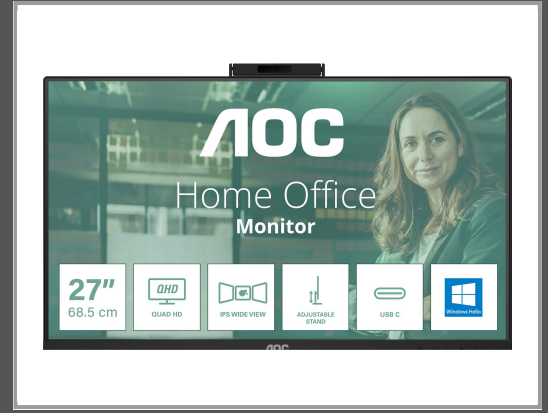 AOC
Home Office
Monitor
27"
68.5 cm
QHD
QUAD HD
IPS
IPS WIDE VIEW
ADJUSTABLE
STAND
USB C
Windows Hello
AOC